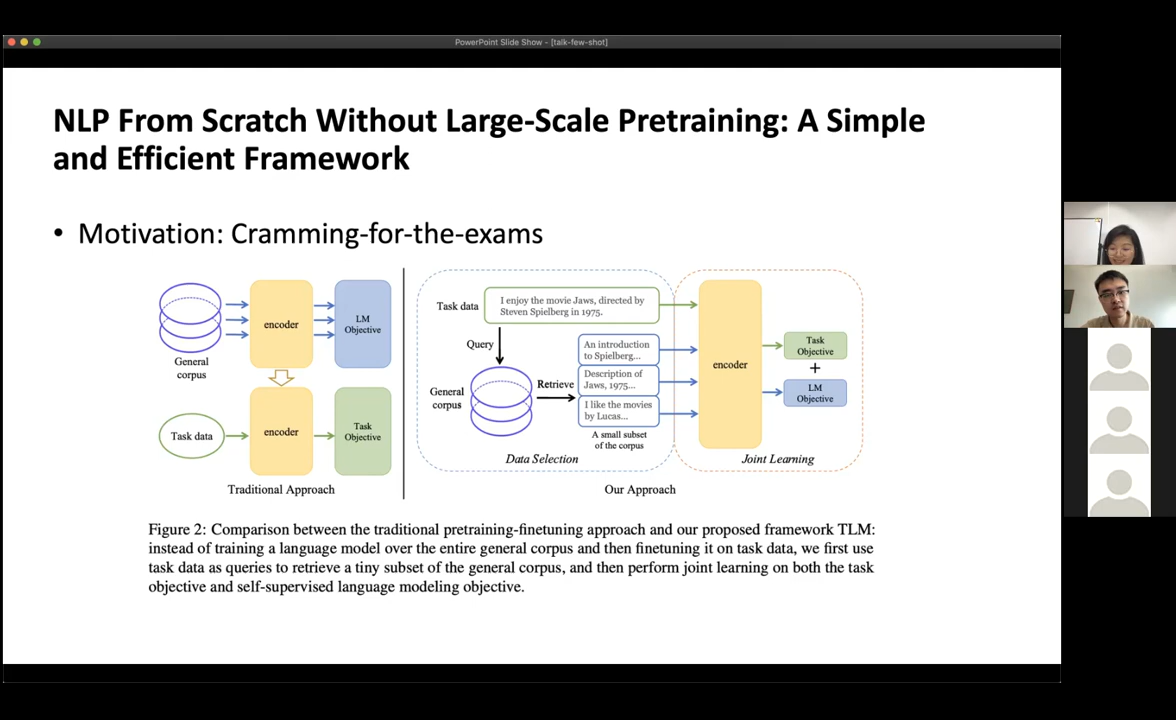 PowerPoint Slide Show - [talk-few-shot]
NLP From Scratch Without Large-Scale Pretraining: A Simple
and Efficient Framework
• Motivation: Cramming-for-the-exams
General
corpus
encoder
LM
Objective
Task data
encoder
Task
Objective
Traditional Approach
Task data
I enjoy the movie Jaws, directed by
Steven Spielberg in 1975.
Query
General
corpus
Retrieve
An introduction
to Spielberg...
Description of
Jaws, 1975...
I like the movies
by Lucas...
A small subset
of the corpus
Data Selection
encoder
Task
Objective
+
LM
Objective
Joint Learning
Our Approach
Figure 2: Comparison between the traditional pretraining-finetuning approach and our proposed framework TLM:
instead of training a language model over the entire general corpus and then finetuning it on task data, we first use
task data as queries to retrieve a tiny subset of the general corpus, and then perform joint learning on both the task
objective and self-supervised language modeling objective.